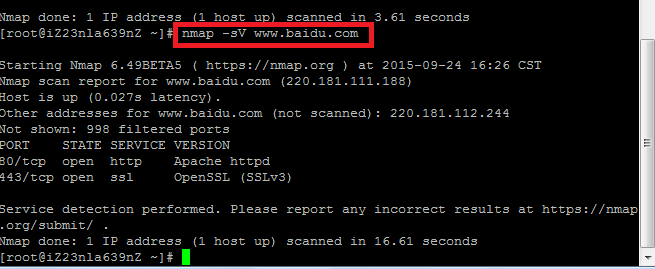 Nmap done: 1 IP address (1 host up) scanned in 3.61 seconds
[root@iZ23nla639nZ ~]# nmap -sV www.baidu.com
Starting Nmap 6.49BETA5 ( https://nmap.org ) at 2015-09-24 16:26 CST
Nmap scan report for www.baidu.com (220.181.111.188)
Host is up (0.027s latency).
Other addresses for www.baidu.com (not scanned): 220.181.112.244
Not shown: 998 filtered ports
PORT    STATE SERVICE VERSION
80/tcp  open  http    Apache httpd
443/tcp open  ssl     OpenSSL (SSLv3)
Service detection performed. Please report any incorrect results at https://nmap
.org/submit/ .
Nmap done: 1 IP address (1 host up) scanned in 16.61 seconds
[root@iZ23nla639nZ ~]#